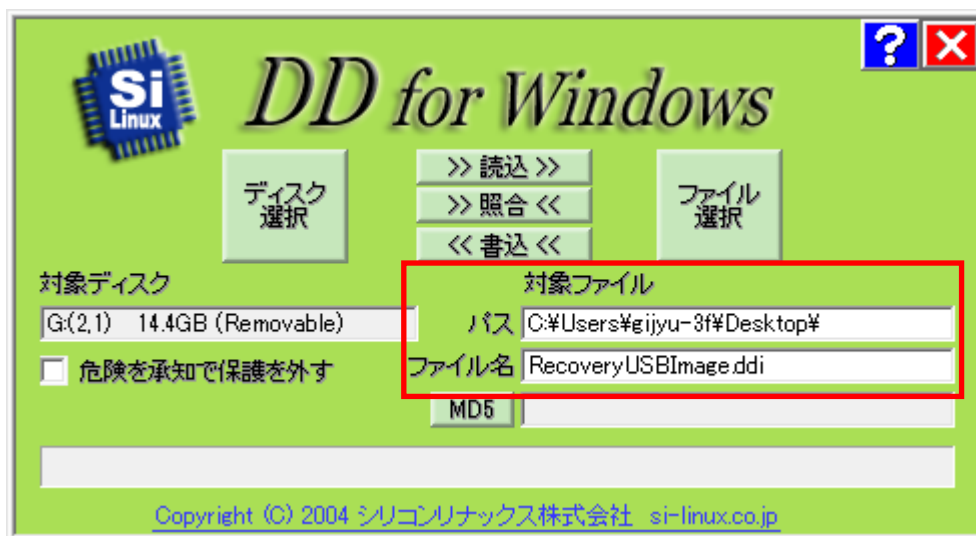 Si
Linux
DD for Windows
?
ディスク
選択
>> 読込 >>
>> 照合 <<
<< 書込 <<
ファイル
選択
対象ディスク
G:(2,1) 14.4GB (Removable)
危険を承知で保護を外す
対象ファイル
パス C:¥Users¥gijyu-3f¥Desktop¥
ファイル名 RecoveryUSBImage.ddi
MD5
Copyright (C) 2004 シリコンリナックス株式会社 si-linux.co.jp